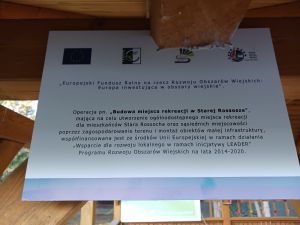 „Europejski Fundusz Rolny na rzecz Rozwoju Obszarów Wiejskich:
Europa inwestująca w obszary wiejskie"
Operacja pn. „Budowa miejsca rekreacji w Starej Rossosze",
mająca na celu utworzenie ogólnodostępnego miejsca rekreacji
dla mieszkańców Stara Rossocha oraz sąsiednich miejscowości
poprzez zagospodarowanie terenu i montaż obiektów małej infrastruktury,
współfinansowana jest ze środków Unii Europejskiej w ramach działania
"Wsparcie dla rozwoju lokalnego w ramach inicjatywy LEADER"
Programu Rozwoju Obszarów Wiejskich na lata 2014-2020.